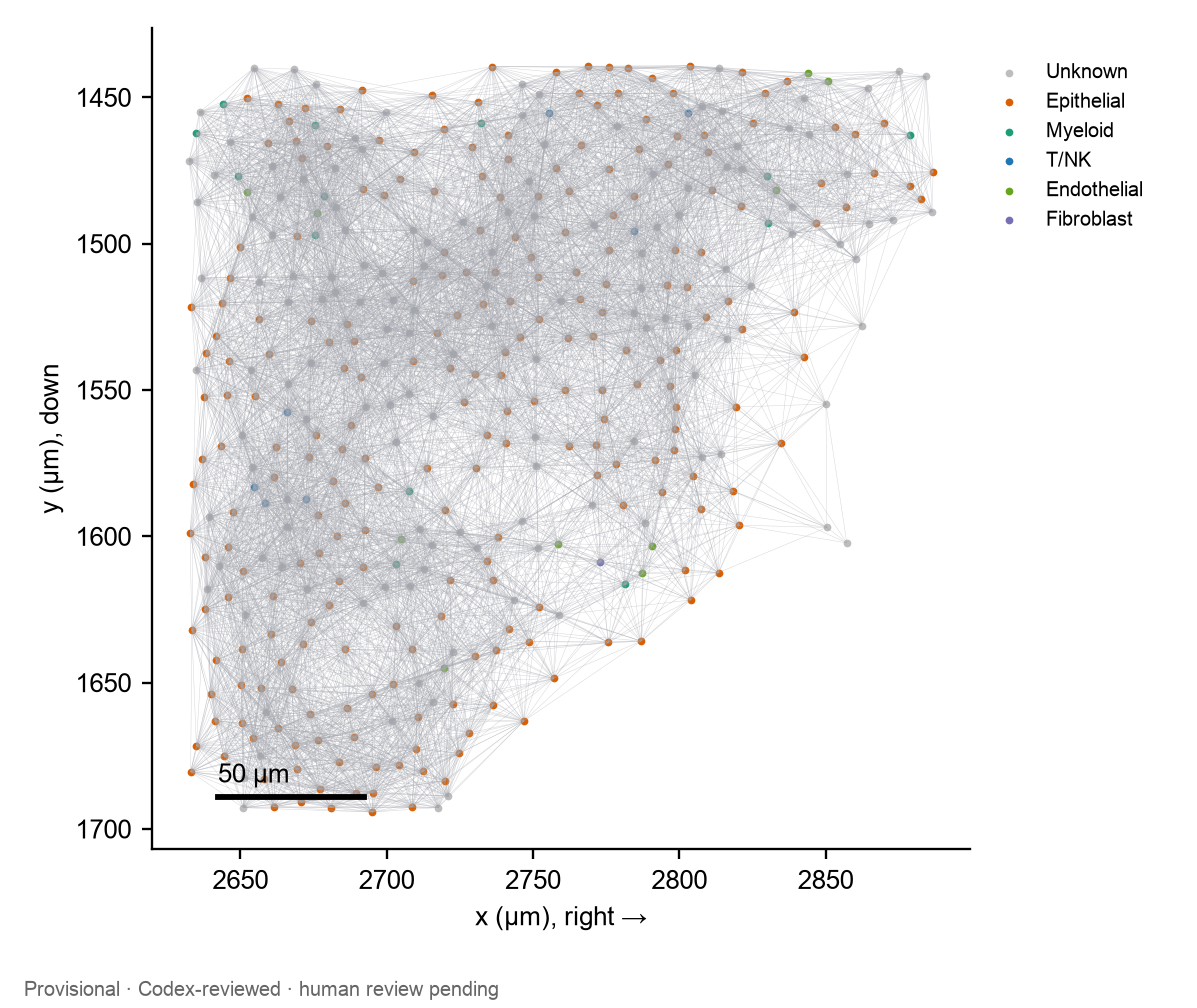 Unknown
Epithelial
Myeloid
T/NK
Endothelial
Fibroblast
1450
1500
1550
1600
1650
1700
y (µm), down
50 µm
2650 2700 2750 2800 2850
x (µm), right →
Provisional · Codex-reviewed · human review pending